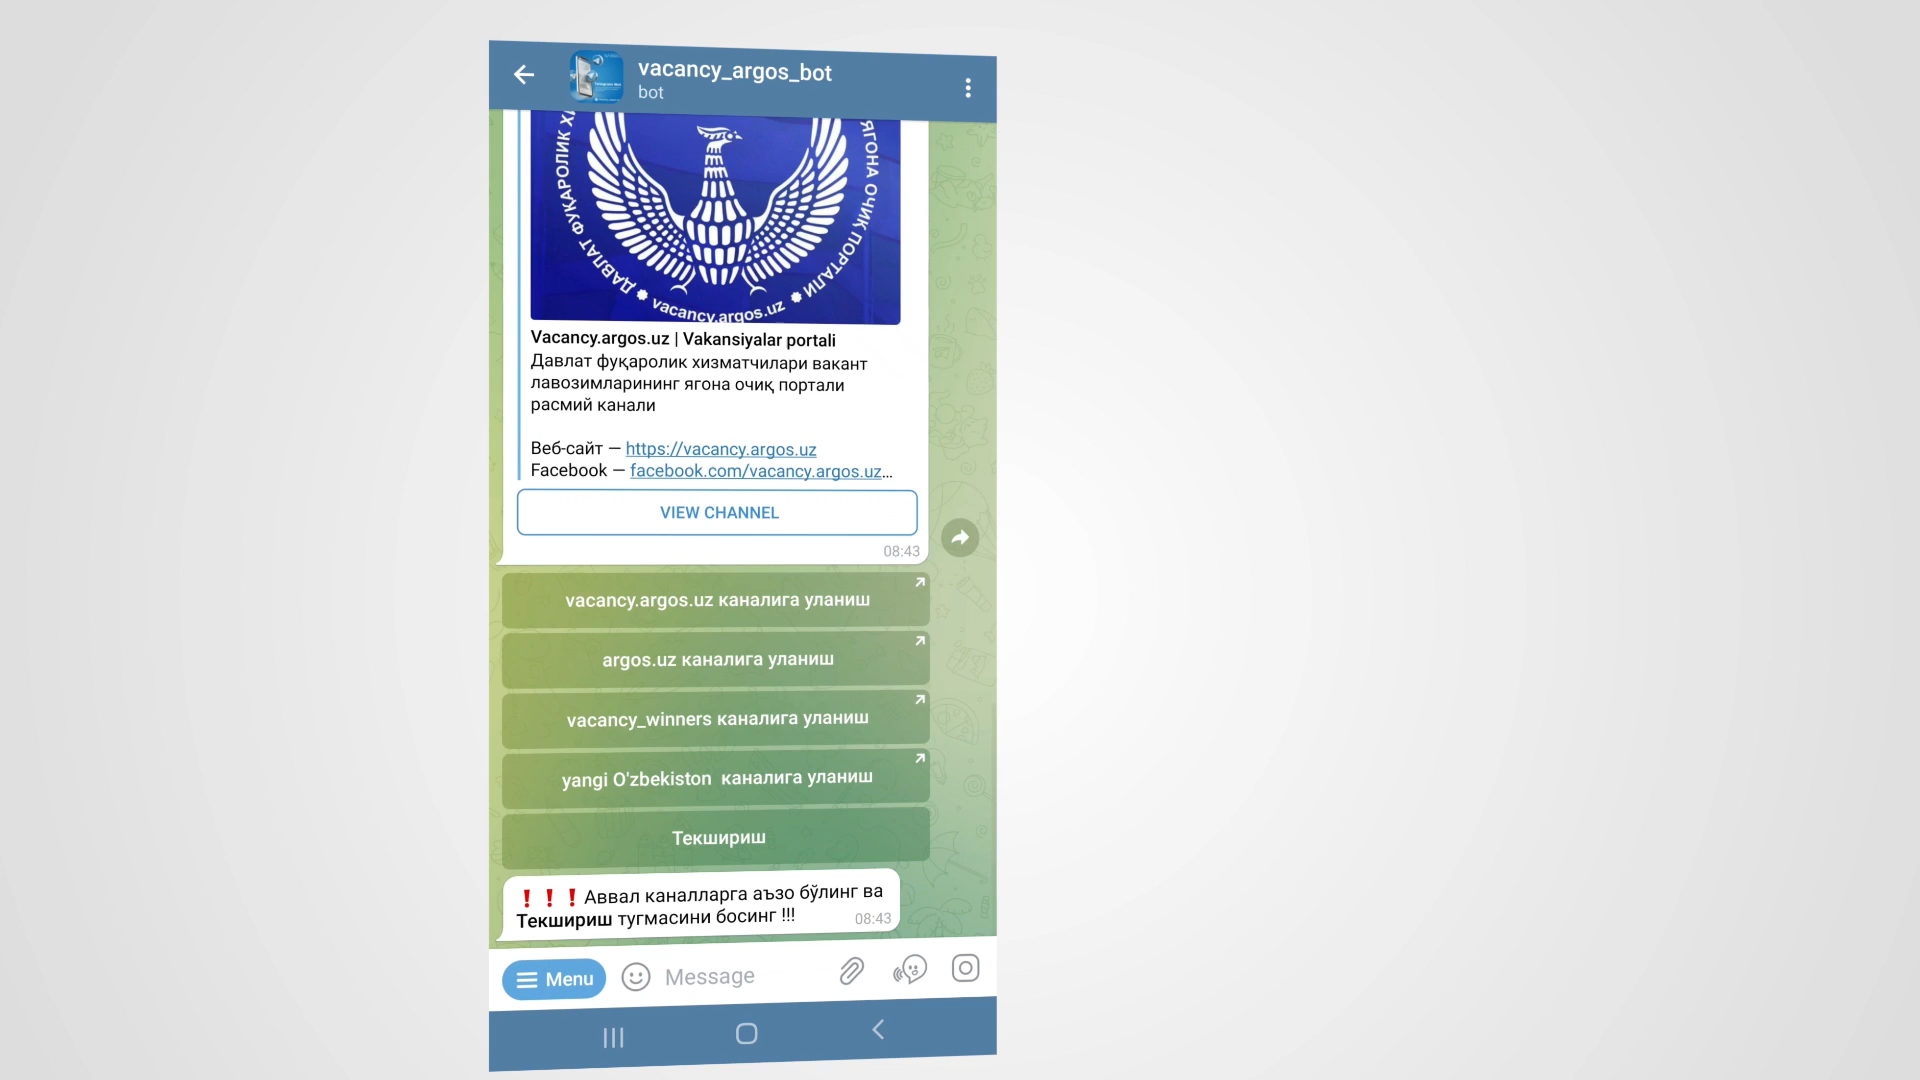 vacancy_argos_bot
bot
ДАВЛАТ ФУҚАРОЛИК
ЯГОНА ОЧИҚ ПОРТАЛИ
vacancy.argos.uz
Vacancy.argos.uz | Vakansiyalar portali
Давлат фуқаролик хизматчилари вакант
лавозимларининг ягона очиқ портали
расмий канали
Веб-сайт — https://vacancy.argos.uz
Facebook — facebook.com/vacancy.argos.uz...
VIEW CHANNEL
08:43
vacancy.argos.uz каналига уланиш
argos.uz каналига уланиш
vacancy_winners каналига уланиш
yangi O'zbekiston каналига уланиш
Текшириш
❗❗❗Аввал каналларга аъзо бўлинг ва
Текшириш тугмасини босинг !!!
08:43
Menu
Message